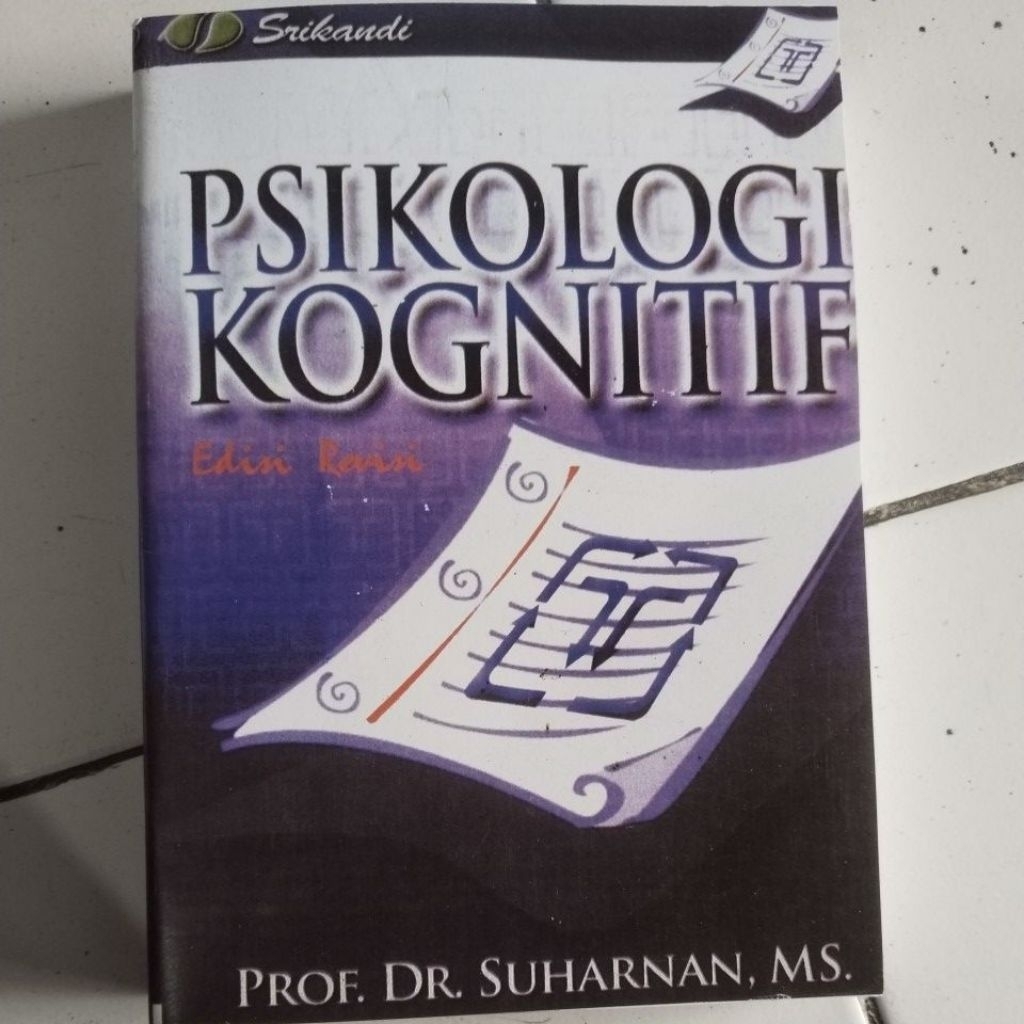 Srikandi
PSIKOLOGI
KOGNITIF
Edisi Revisi
PROF. DR. SUHARNAN, MS.